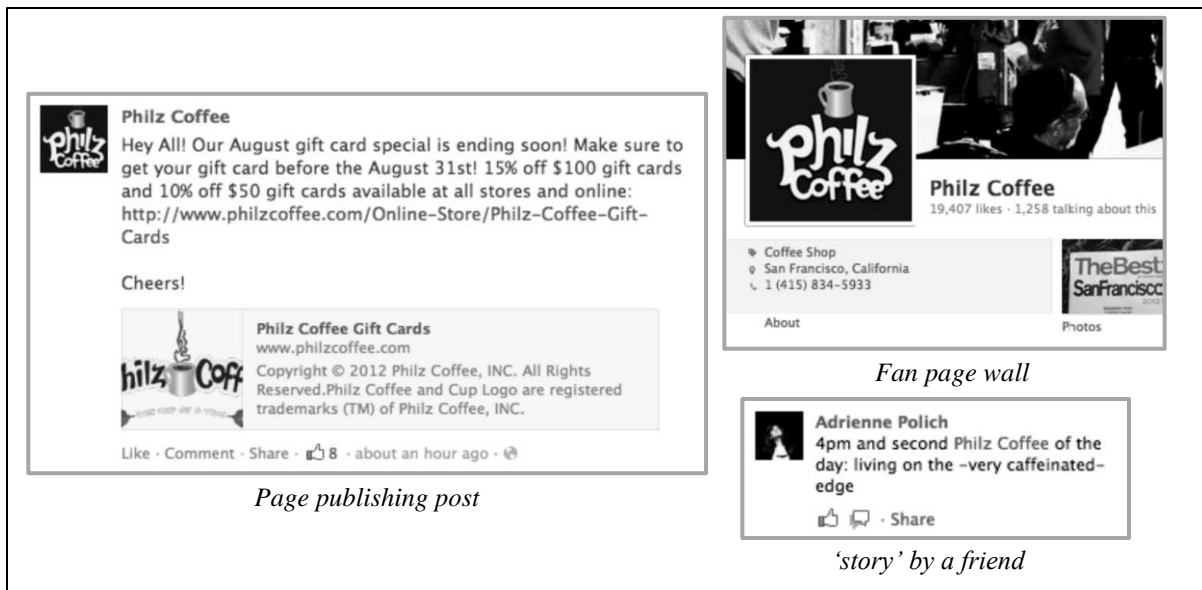 philz
Coffee
Philz Coffee
Hey All! Our August gift card special is ending soon! Make sure to
get your gift card before the August 31st! 15% off $100 gift cards
and 10% off $50 gift cards available at all stores and online:
http://www.philzcoffee.com/Online-Store/Philz-Coffee-Gift-
Cards
Cheers!
hilz Coff
Philz Coffee Gift Cards
www.philzcoffee.com
Copyright © 2012 Philz Coffee, INC. All Rights
Reserved.Philz Coffee and Cup Logo are registered
trademarks (TM) of Philz Coffee, INC.
Like · Comment · Share · 8 · about an hour ago ·
Page publishing post
philz
Coffee
Philz Coffee
19,407 likes · 1,258 talking about this
Coffee Shop
San Francisco, California
1 (415) 834-5933
About
TheBest
SanFrancisco
2012
Photos
Fan page wall
Adrienne Polich
4pm and second Philz Coffee of the
day: living on the -very caffeinated-
edge
· Share
‘story’ by a friend